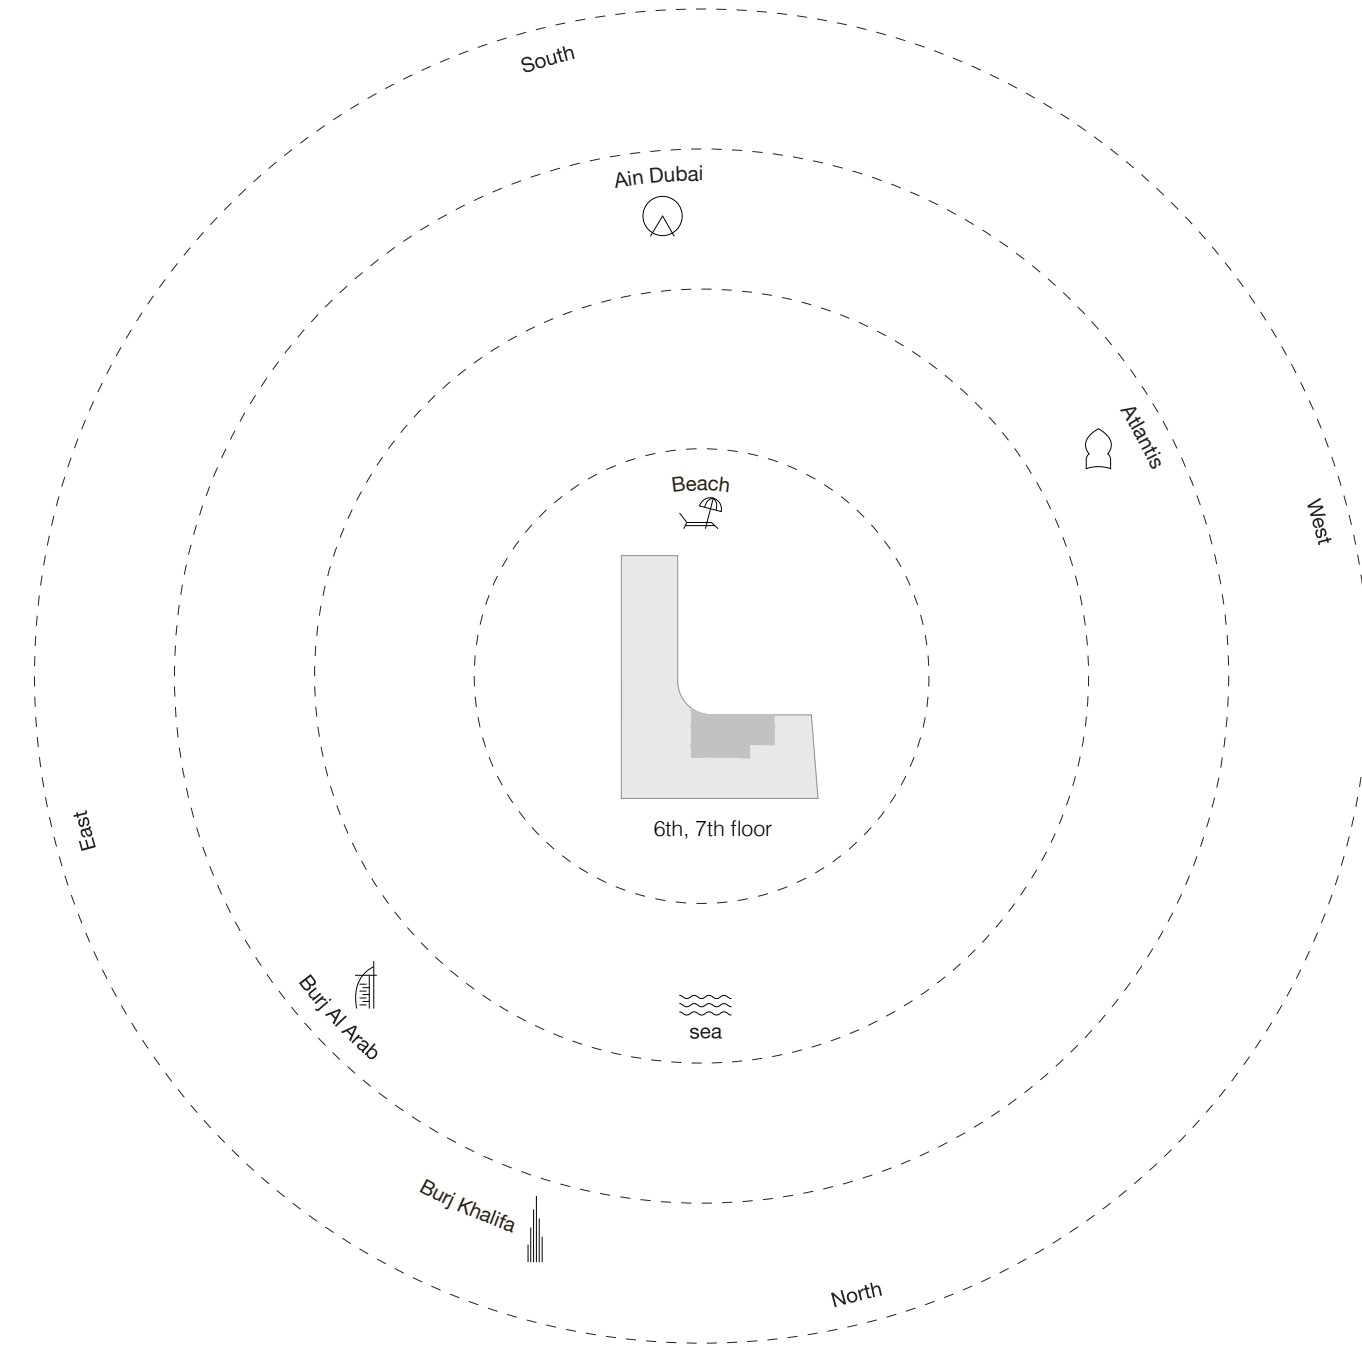 South
Ain Dubai
Atlantis
Beach
West
East
6th, 7th floor
Burj Al Arab
sea
Burj Khalifa
North